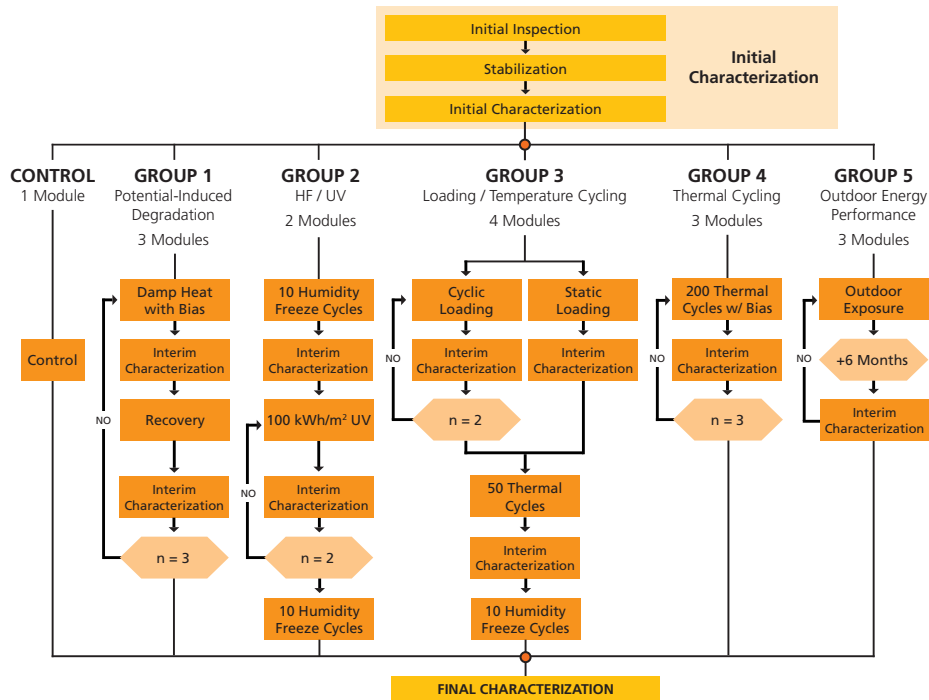 Initial Inspection
Stabilization
Initial Characterization
Initial
Characterization
CONTROL
1 Module
Control
GROUP 1
Potential-Induced
Degradation
3 Modules
Damp Heat
with Bias
Interim
Characterization
Recovery
Interim
Characterization
n = 3
NO
GROUP 2
HF / UV
2 Modules
10 Humidity
Freeze Cycles
Interim
Characterization
100 kWh/m² UV
Interim
Characterization
n = 2
NO
10 Humidity
Freeze Cycles
GROUP 3
Loading / Temperature Cycling
4 Modules
Cyclic
Loading
Interim
Characterization
n = 2
NO
Static
Loading
Interim
Characterization
50 Thermal
Cycles
Interim
Characterization
10 Humidity
Freeze Cycles
GROUP 4
Thermal Cycling
3 Modules
200 Thermal
Cycles w/ Bias
Interim
Characterization
n = 3
NO
GROUP 5
Outdoor Energy
Performance
3 Modules
Outdoor
Exposure
+6 Months
Interim
Characterization
NO
FINAL CHARACTERIZATION